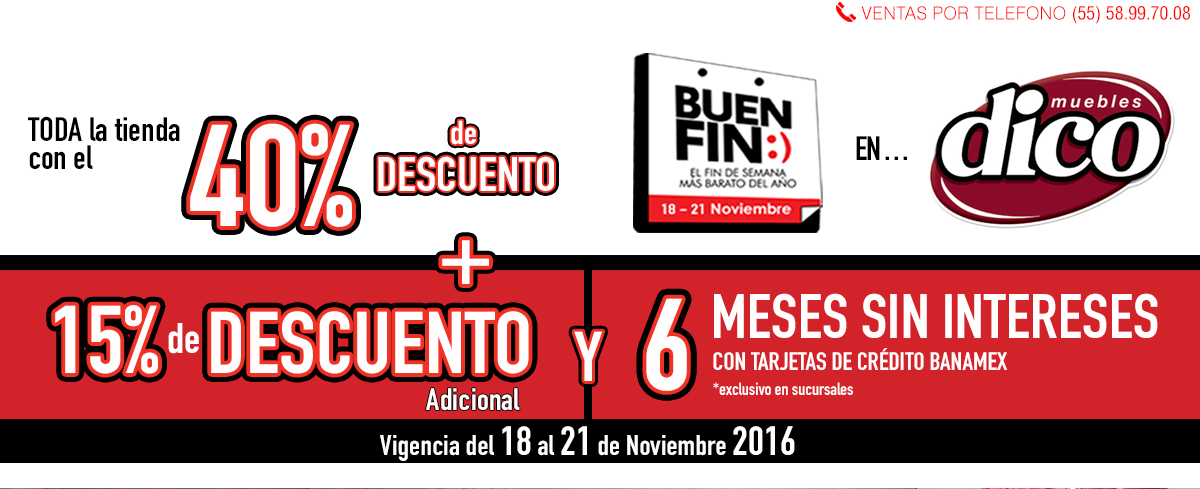 VENTAS POR TELEFONO (55) 58.99.70.08
TODA la tienda
con el
40%
de
DESCUENTO
BUEN
FIN:)
EL FIN DE SEMANA
MÁS BARATO DEL AÑO
18 – 21 Noviembre
EN...
muebles
dico
+
15% de DESCUENTO
Adicional
Y
6
MESES SIN INTERESES
CON TARJETAS DE CRÉDITO BANAMEX
*exclusivo en sucursales
Vigencia del 18 al 21 de Noviembre 2016